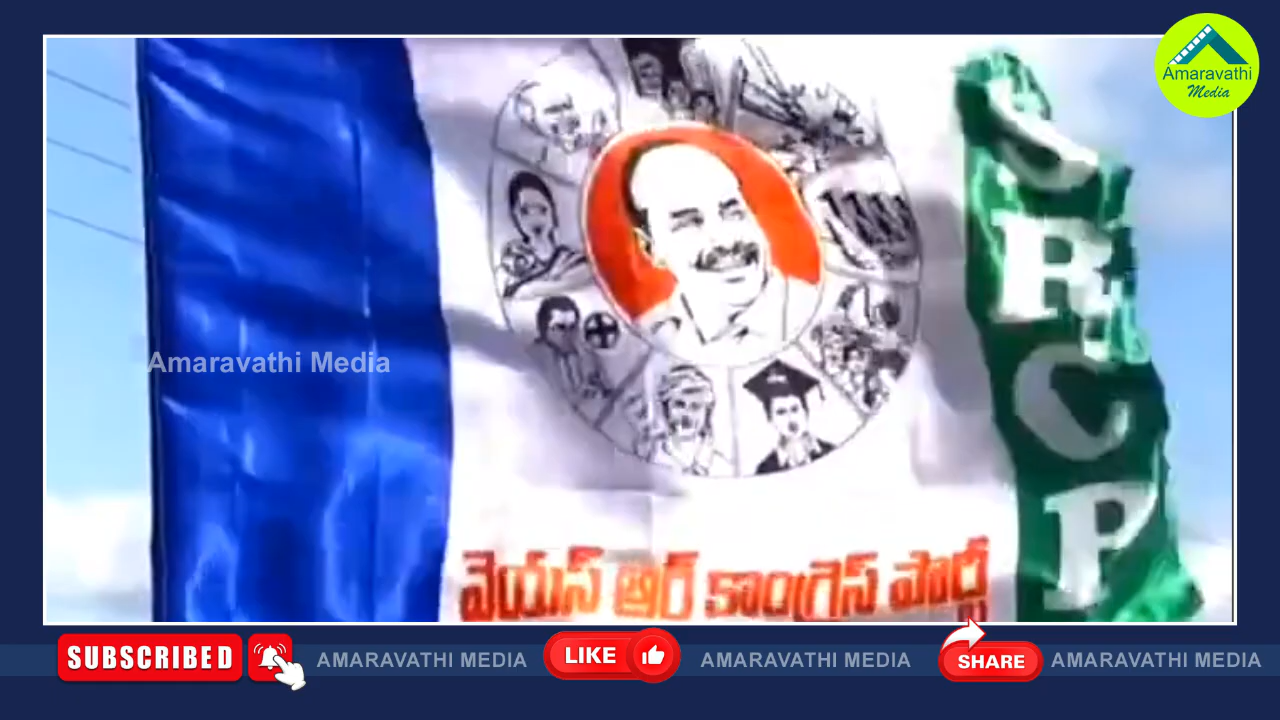 Amaravathi
Media
RCP
Amaravathi Media
వైయస్ ఆర్ కాంగ్రెస్ పార్టీ
SUBSCRIBED
AMARAVATHI MEDIA
LIKE
AMARAVATHI MEDIA
SHARE
AMARAVATHI MEDIA